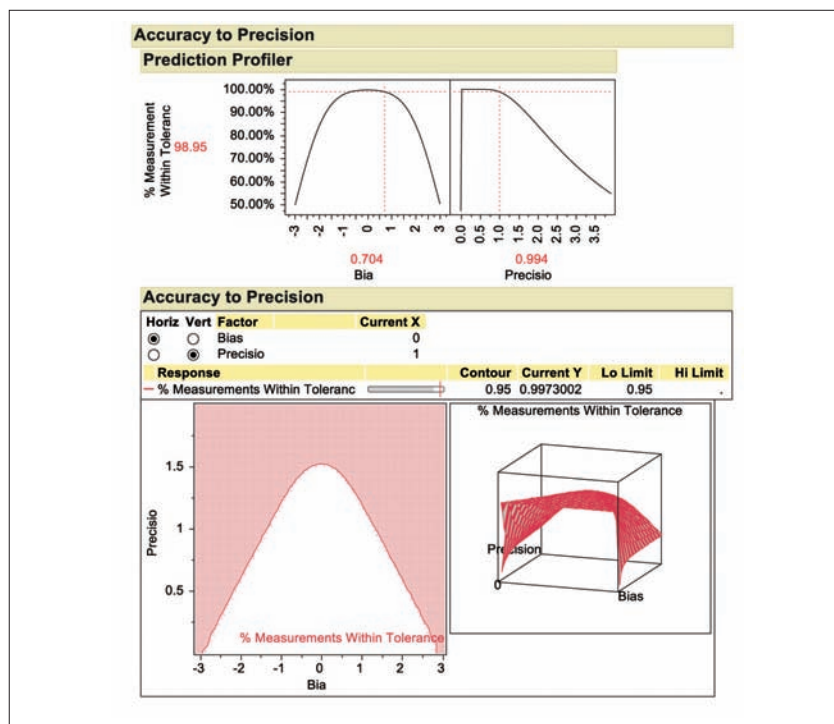 Accuracy to Precision
Prediction Profiler
% Measurement
Within Toleranc
98.95
100.00%
90.00%
80.00%
70.00%
60.00%
50.00%
-3 -2 -1 0 1 2 3
0.0 0.5 1.0 1.5 2.0 2.5 3.0 3.5
0.704 0.994
Bia Precisio
Accuracy to Precision
Horiz Vert Factor Current X
Bias 0
Precisio 1
Response Contour Current Y Lo Limit Hi Limit
% Measurements Within Toleranc 0.95 0.9973002 0.95 .
Precisio
1.5
1
0.5
% Measurements Within Tolerance
-3 -2 -1 0 1 2 3
Bia
% Measurements Within Tolerance
Precision
0
Bias